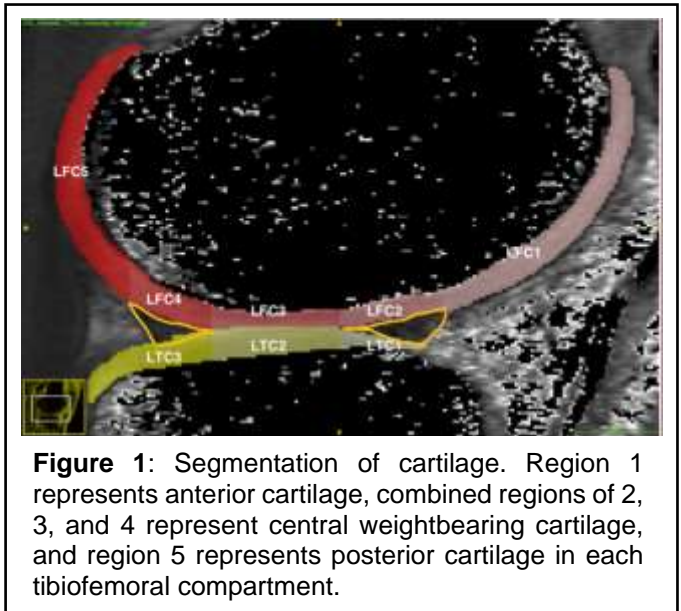 LFC5
LFC1
LFC4
LFC3
LFC2
LTC3
LTC2
LTC1
Figure 1: Segmentation of cartilage. Region 1
represents anterior cartilage, combined regions of 2,
3, and 4 represent central weightbearing cartilage,
and region 5 represents posterior cartilage in each
tibiofemoral compartment.